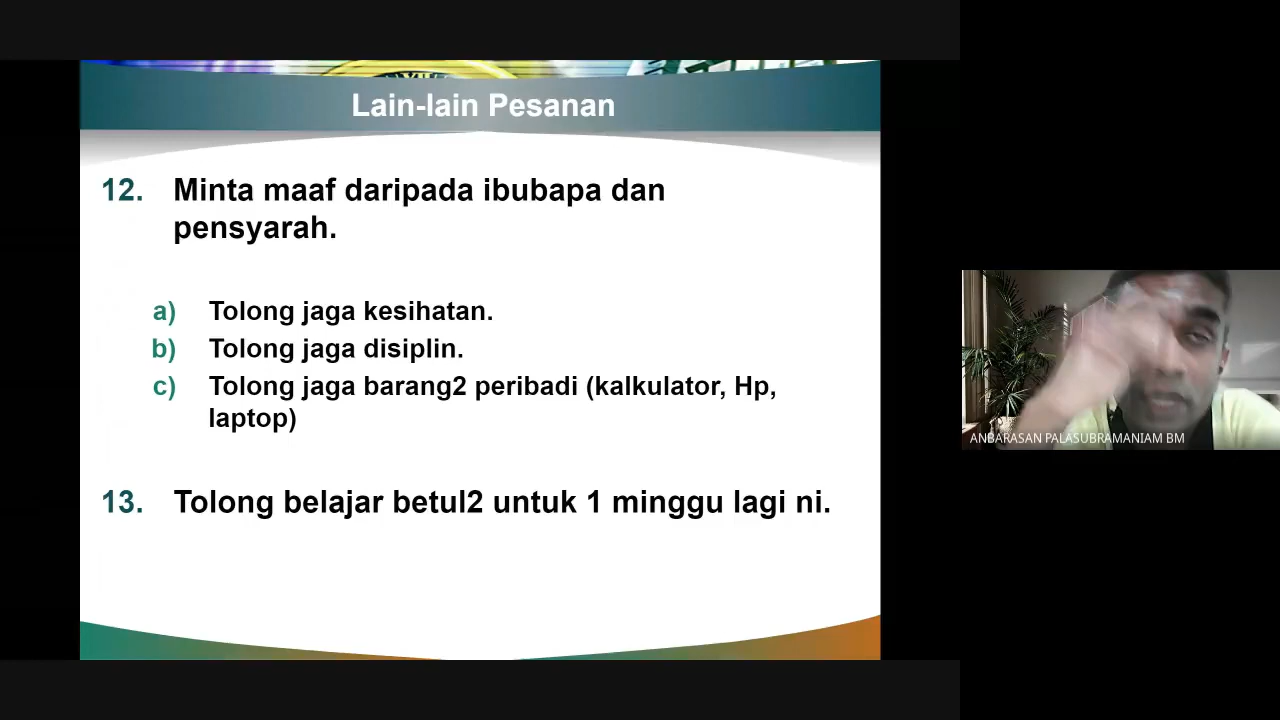 Lain-lain Pesanan
12. Minta maaf daripada ibubapa dan
pensyarah.
a) Tolong jaga kesihatan.
b) Tolong jaga disiplin.
c) Tolong jaga barang2 peribadi (kalkulator, Hp,
laptop)
13. Tolong belajar betul2 untuk 1 minggu lagi ni.
ANBARASAN PALASUBRAMANIAM BM